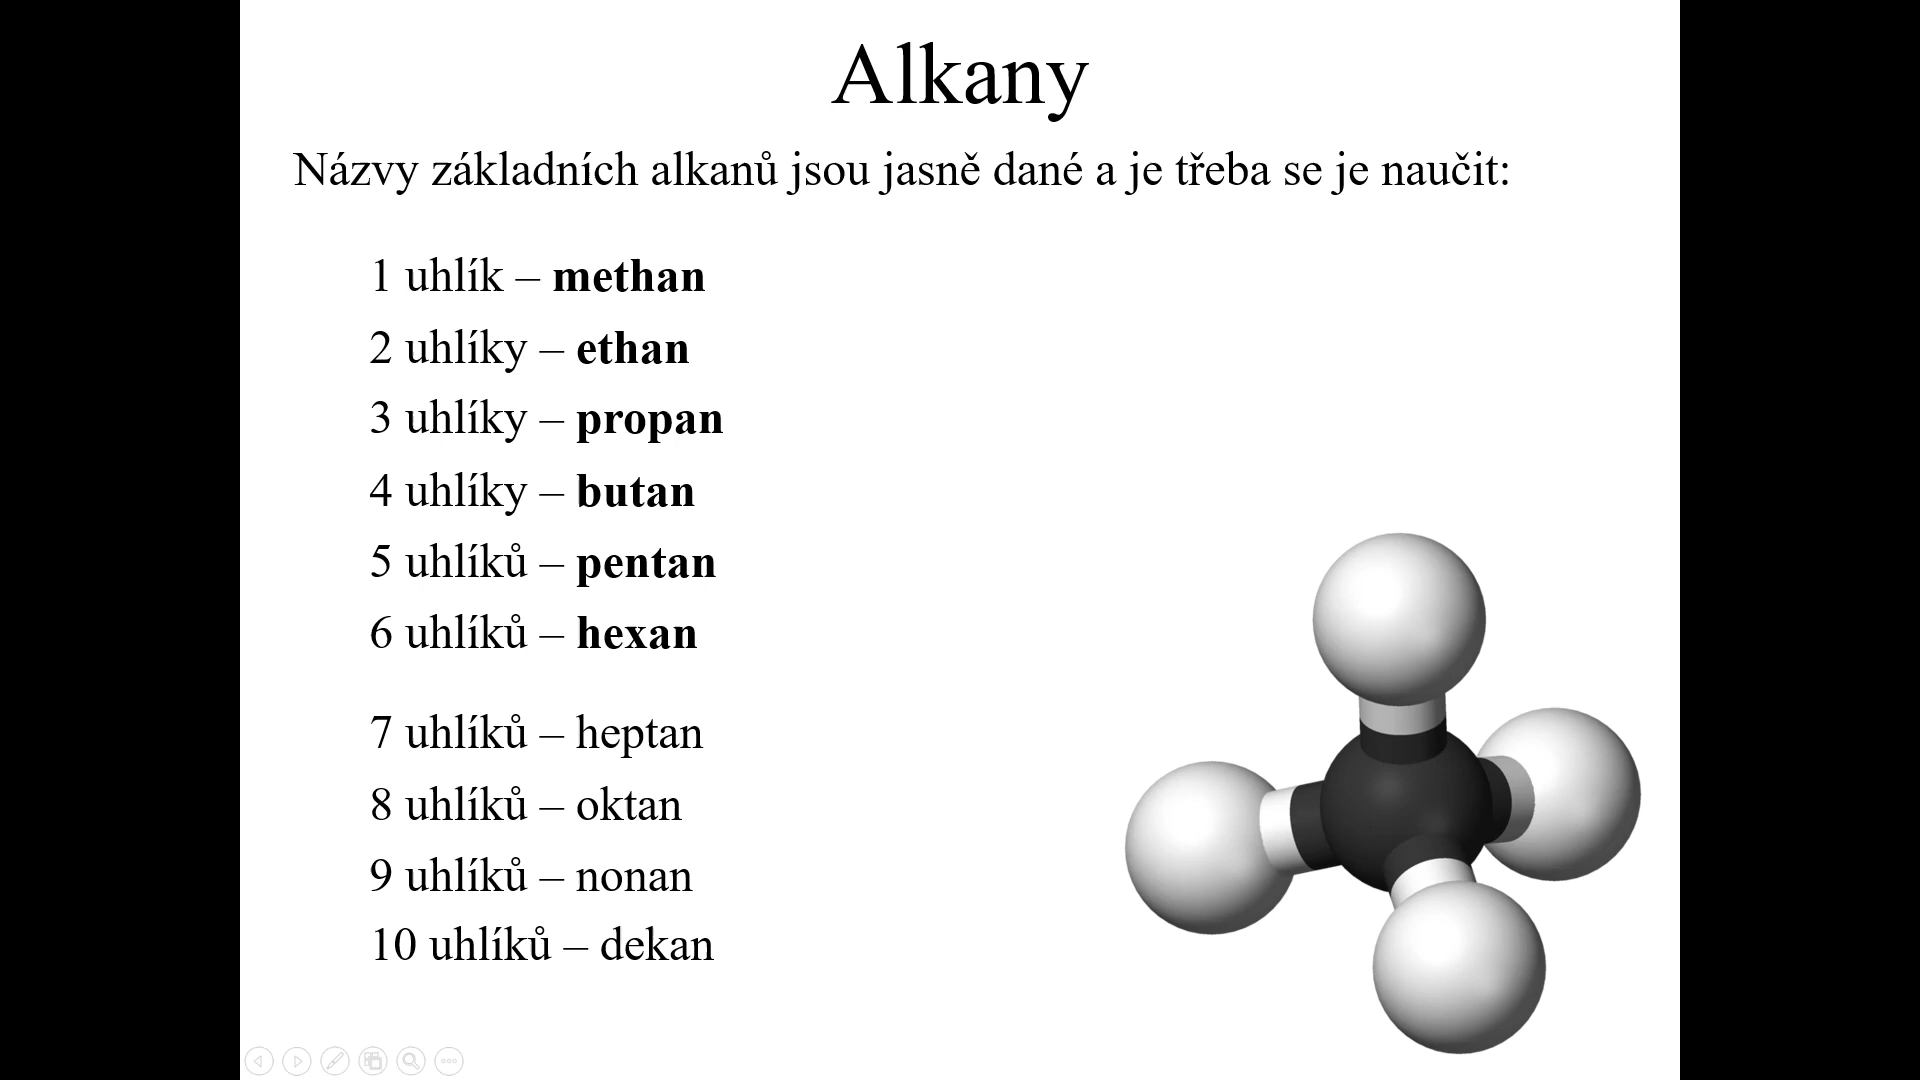 Alkany
Názvy základních alkanů jsou jasně dané a je třeba se je naučit:
1 uhlík – methan
2 uhlíky – ethan
3 uhlíky – propan
4 uhlíky – butan
5 uhlíků – pentan
6 uhlíků – hexan
7 uhlíků – heptan
8 uhlíků – oktan
9 uhlíků – nonan
10 uhlíků – dekan